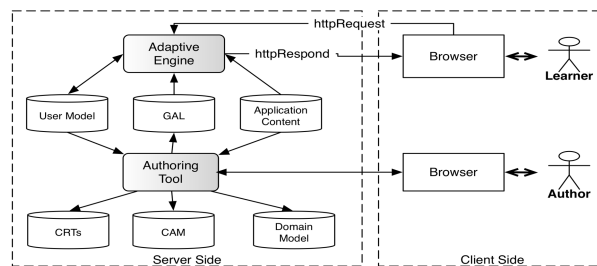 httpRequest
Adaptive
Engine
httpRespond
Browser
Learner
User Model
GAL
Application
Content
Authoring
Tool
Browser
Author
CRTs
CAM
Domain
Model
Server Side
Client Side